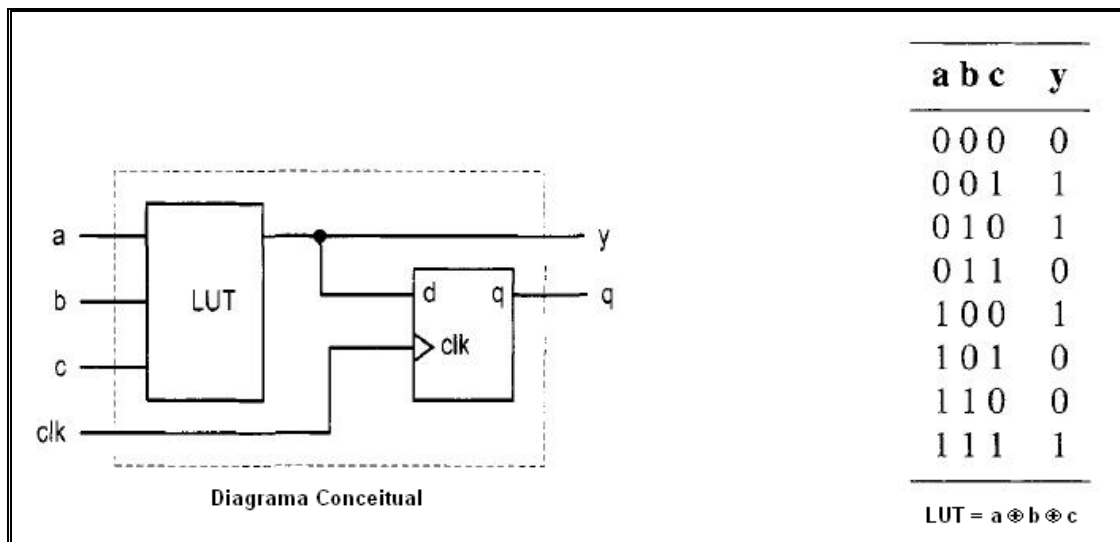 a
b
c
clk
LUT
d
q
clk
y
q
Diagrama Conceitual
a b c y
0 0 0 0
0 0 1 1
0 1 0 1
0 1 1 0
1 0 0 1
1 0 1 0
1 1 0 0
1 1 1 1
LUT = a ⊕ b ⊕ c